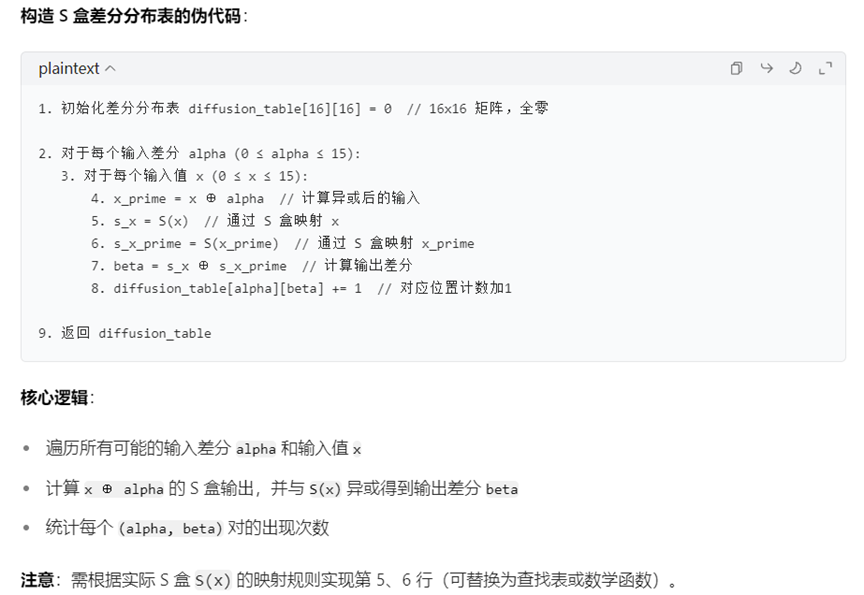 构造 S 盒差分分布表的伪代码:
plaintext
1. 初始化差分分布表 diffusion_table[16][16] = 0  // 16x16 矩阵，全零
2. 对于每个输入差分 alpha (0 ≤ alpha ≤ 15):
3. 对于每个输入值 x (0 ≤ x ≤ 15):
4. x_prime = x ⊕ alpha  // 计算异或后的输入
5. s_x = S(x)  // 通过 S 盒映射 x
6. s_x_prime = S(x_prime)  // 通过 S 盒映射 x_prime
7. beta = s_x ⊕ s_x_prime  // 计算输出差分
8. diffusion_table[alpha][beta] += 1  // 对应位置计数加1
9. 返回 diffusion_table
核心逻辑:
• 遍历所有可能的输入差分 alpha 和输入值 x
• 计算 x ⊕ alpha 的 S 盒输出，并与 S(x) 异或得到输出差分 beta
• 统计每个 (alpha, beta) 对的出现次数
注意：需根据实际 S 盒 S(x) 的映射规则实现第 5、6 行（可替换为查找表或数学函数）。